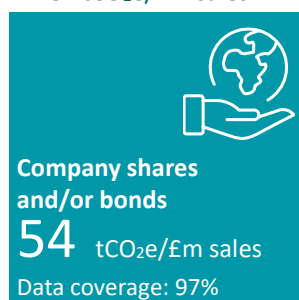 Company shares
and/or bonds
54 tCO₂e/£m sales
Data coverage: 97%